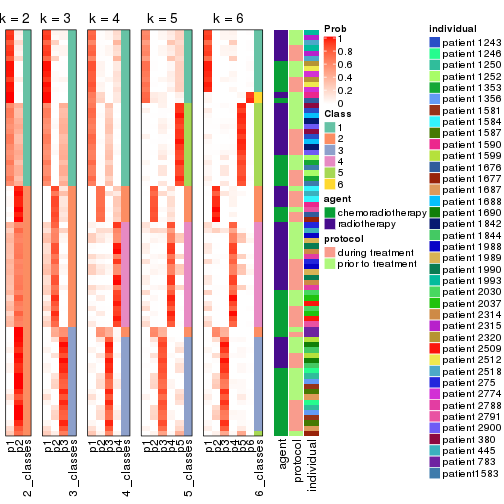 k = 2 k = 3 k = 4 k = 5 k = 6
Prob
1
0.8
0.6
0.4
0.2
0
Class
1
2
3
4
5
6
agent
chemoradiotherapy
radiotherapy
protocol
during treatment
prior to treatment
individual
patient 1243
patient 1246
patient 1250
patient 1252
patient 1353
patient 1356
patient 1581
patient 1584
patient 1587
patient 1590
patient 1599
patient 1676
patient 1677
patient 1687
patient 1688
patient 1690
patient 1842
patient 1844
patient 1988
patient 1989
patient 1990
patient 1993
patient 2030
patient 2037
patient 2314
patient 2315
patient 2320
patient 2509
patient 2512
patient 2518
patient 275
patient 2774
patient 2788
patient 2791
patient 2900
patient 380
patient 445
patient 783
patient1583
p1 p2 2_classes
p1 p2 p3 3_classes
p1 p2 p3 p4 4_classes
p1 p2 p3 p4 p5 5_classes
p1 p2 p3 p4 p5 p6 6_classes
agent protocol individual